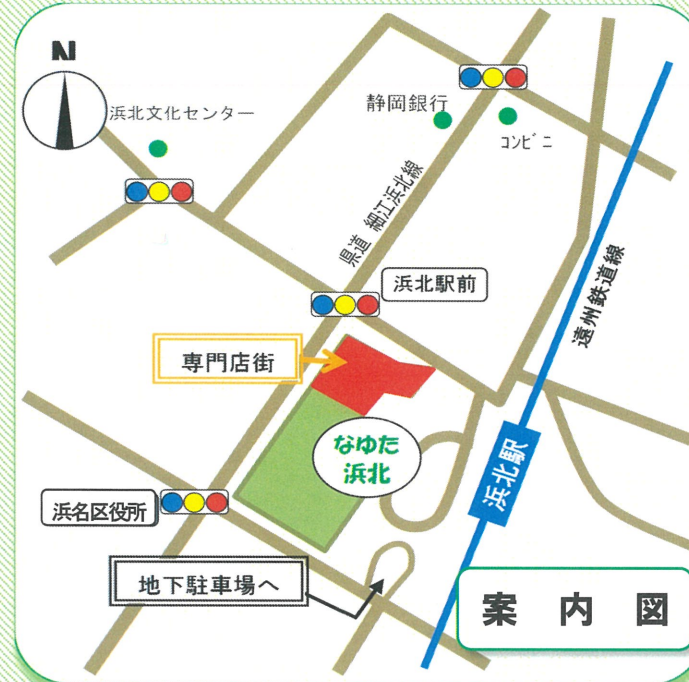 N
浜北文化センター
静岡銀行
コンビニ
県道 細江浜北線
浜北駅前
遠州鉄道線
専門店街
なゆた
浜北
浜北駅
浜名区役所
地下駐車場へ
案内図